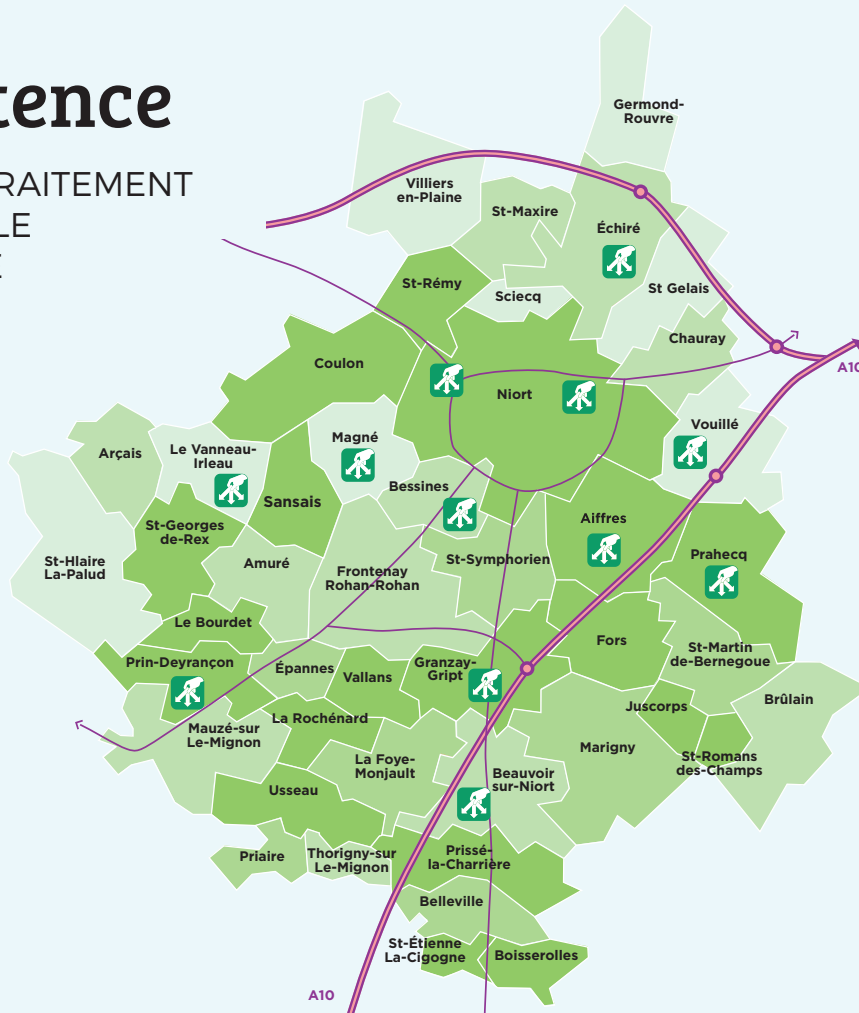 tence
RAITEMENT
LE
E
Germond-
Rouvre
Villiers
en-Plaine
St-Maxire
Échiré
St-Rémy
Sciecq
St Gelais
Chauray
A10
Coulon
Niort
Vouillé
Magné
Arçais
Le Vanneau-
Irleau
Bessines
Sansais
St-Georges
de-Rex
Aiffres
St-Hlaire
La-Palud
Amuré
Frontenay
Rohan-Rohan
St-Symphorien
Prahecq
Le Bourdet
Fors
St-Martin
de-Bernegoue
Prin-Deyrançon
Épannes
Vallans
Granzay-
Gript
Brûlain
Juscorps
La Rochénard
Mauzé-sur
Le-Mignon
Marigny
St-Romans
des-Champs
La Foye-
Monjault
Beauvoir
sur-Niort
Usseau
Priaire
Thorigny-sur
Le-Mignon
Prissé-
la-Charrière
Belleville
St-Étienne
La-Cigogne
Boisserolles
A10